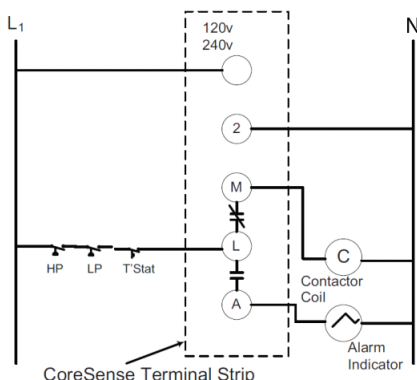 L1
N
120v
240v
2
M
L
HP
LP
T'Stat
C
Contactor
Coil
A
Alarm
Indicator
CoreSense Terminal Strip